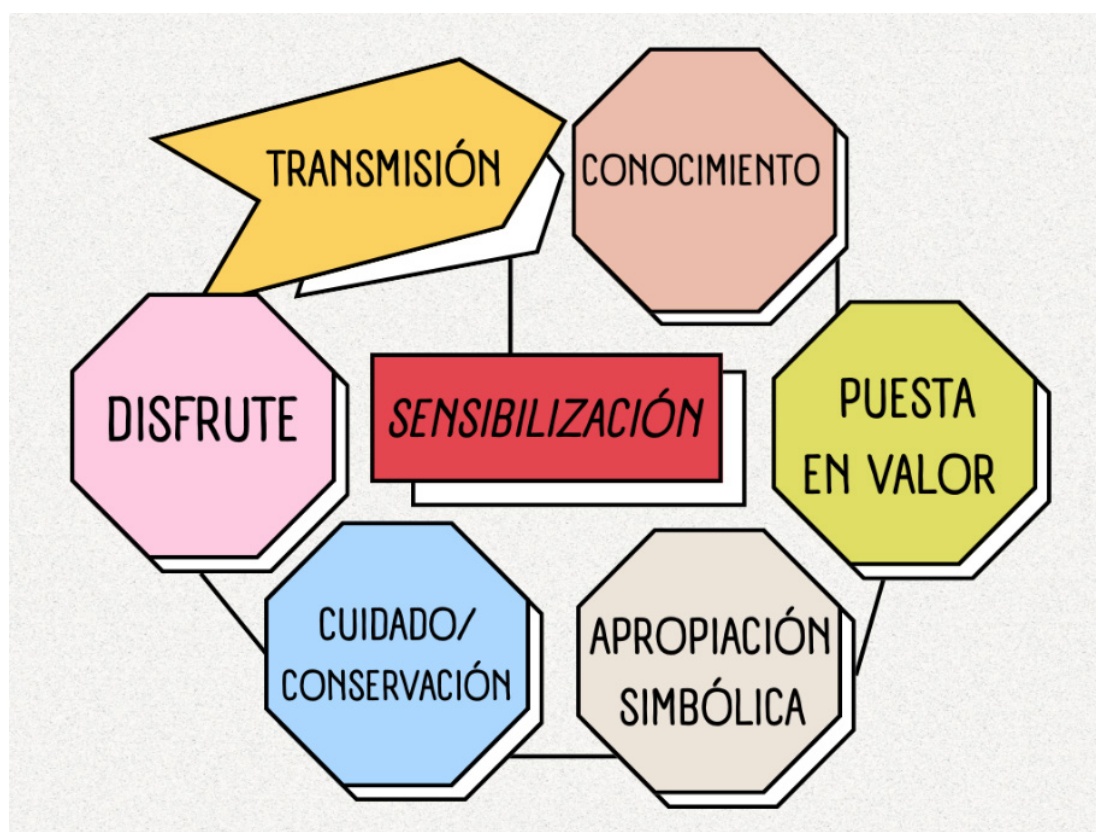 TRANSMISIÓN
CONOCIMIENTO
DISFRUTE
SENSIBILIZACIÓN
PUESTA
EN VALOR
CUIDADO/
CONSERVACIÓN
APROPIACIÓN
SIMBÓLICA